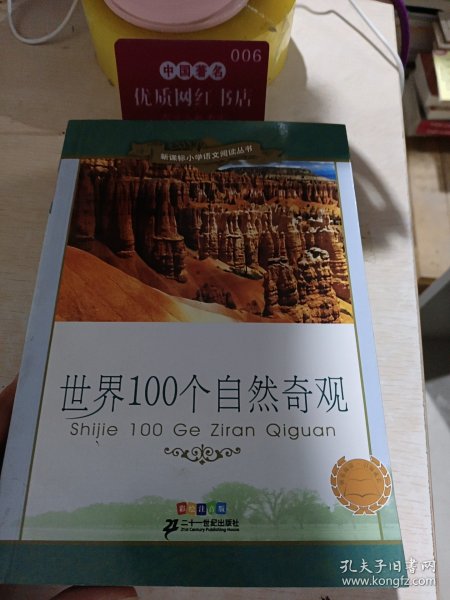 006
中国著名
优质网红书店
新课标小学语文阅读丛书
世界100个自然奇观
Shijie 100 Ge Ziran Qiguan
彩绘注音版
二十一世纪出版社
21st Century Publishing House
孔夫子旧书网
www.kongfz.com